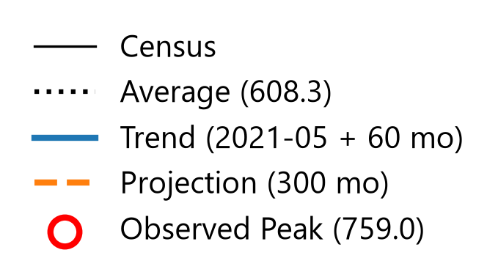 Census
Average (608.3)
Trend (2021-05 + 60 mo)
Projection (300 mo)
Observed Peak (759.0)